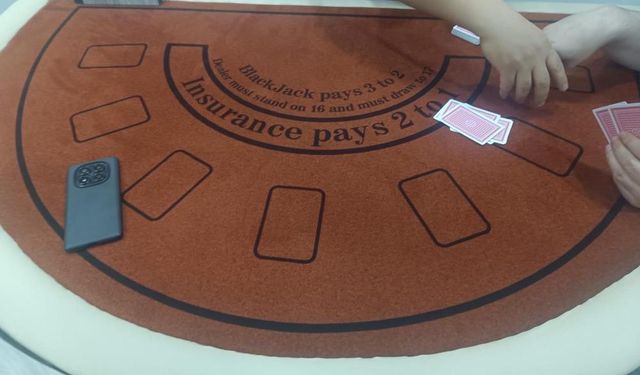 BlackJack pays 3 to 2
Dealer must stand on 16 and must draw to 17
Insurance pays 2 to 1